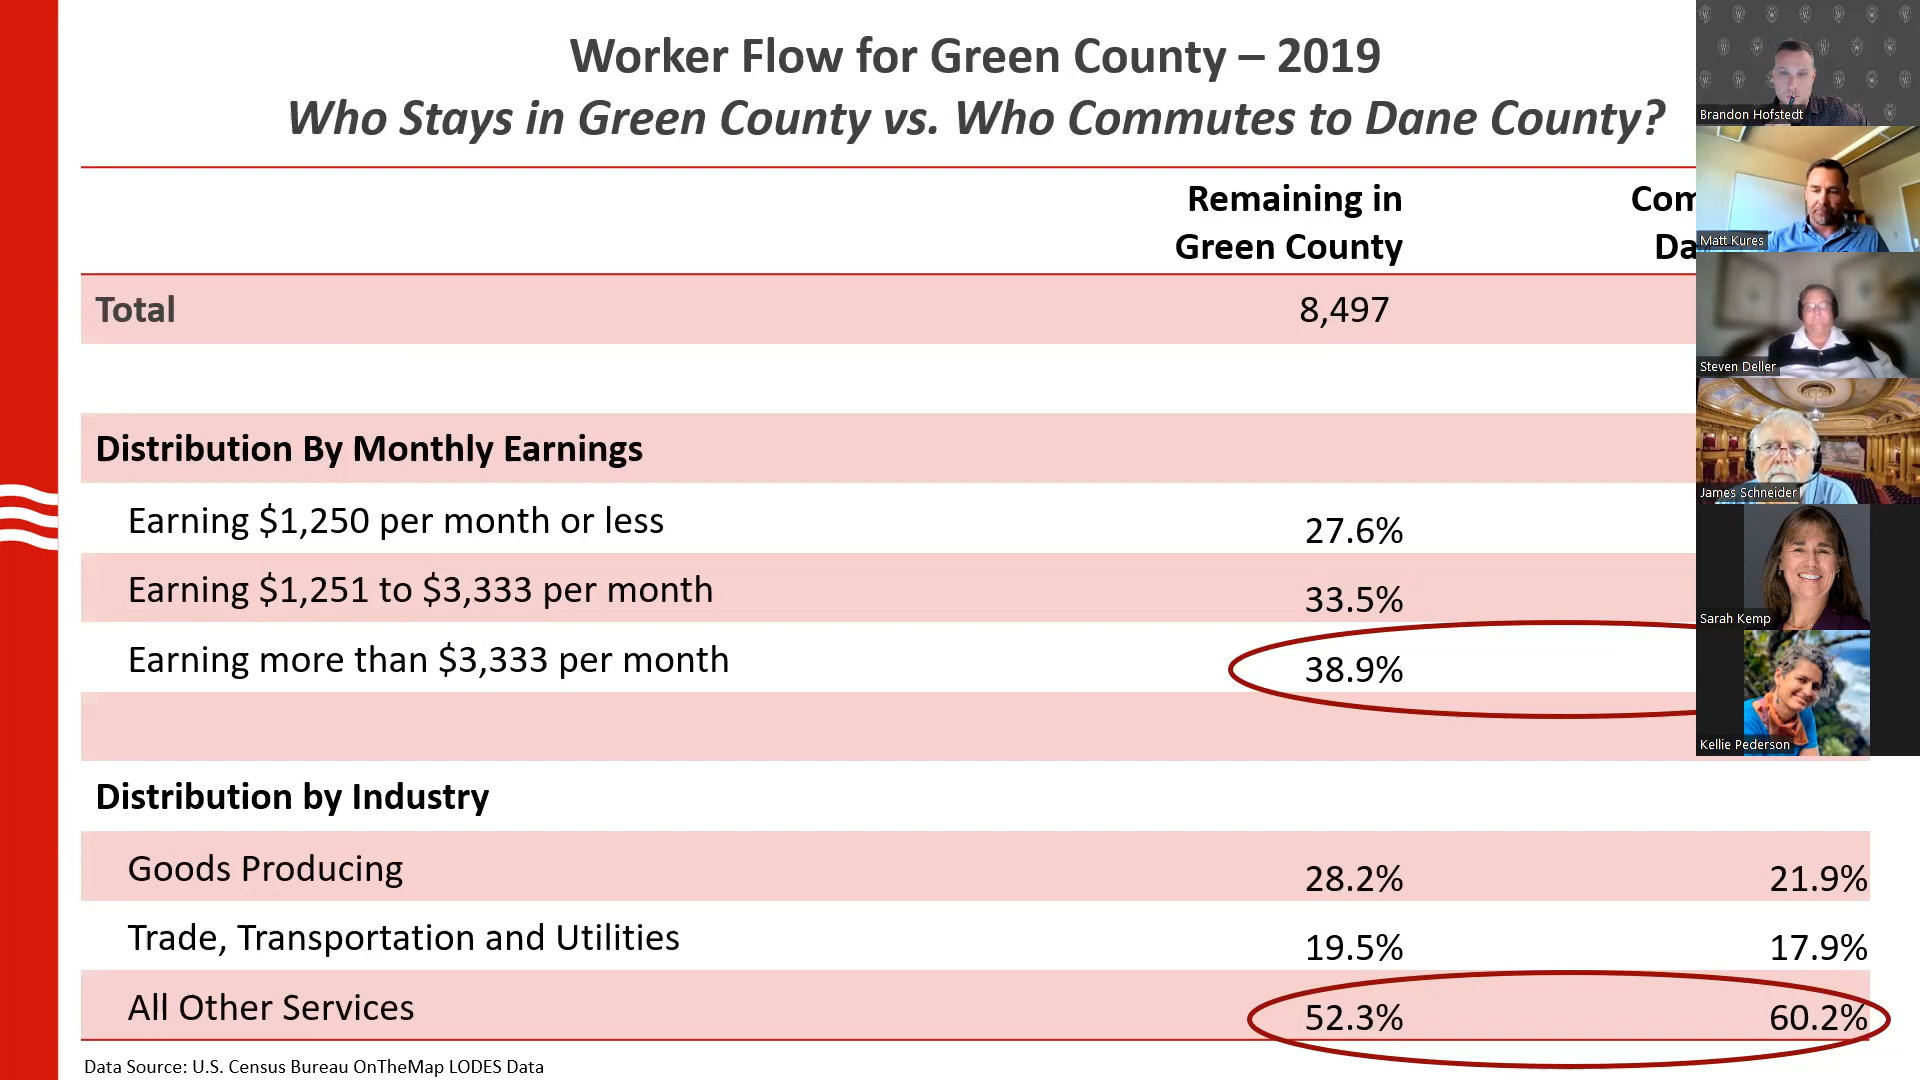 Worker Flow for Green County – 2019
Who Stays in Green County vs. Who Commutes to Dane County?
Remaining in
Green County
Com
Da
Total 8,497
Distribution By Monthly Earnings
Earning $1,250 per month or less 27.6%
Earning $1,251 to $3,333 per month 33.5%
Earning more than $3,333 per month 38.9%
Distribution by Industry
Goods Producing 28.2% 21.9%
Trade, Transportation and Utilities 19.5% 17.9%
All Other Services 52.3% 60.2%
Data Source: U.S. Census Bureau OnTheMap LODES Data
Brandon Hofstedt
Matt Kures
Steven Deller
James Schneider
Sarah Kemp
Kellie Pederson